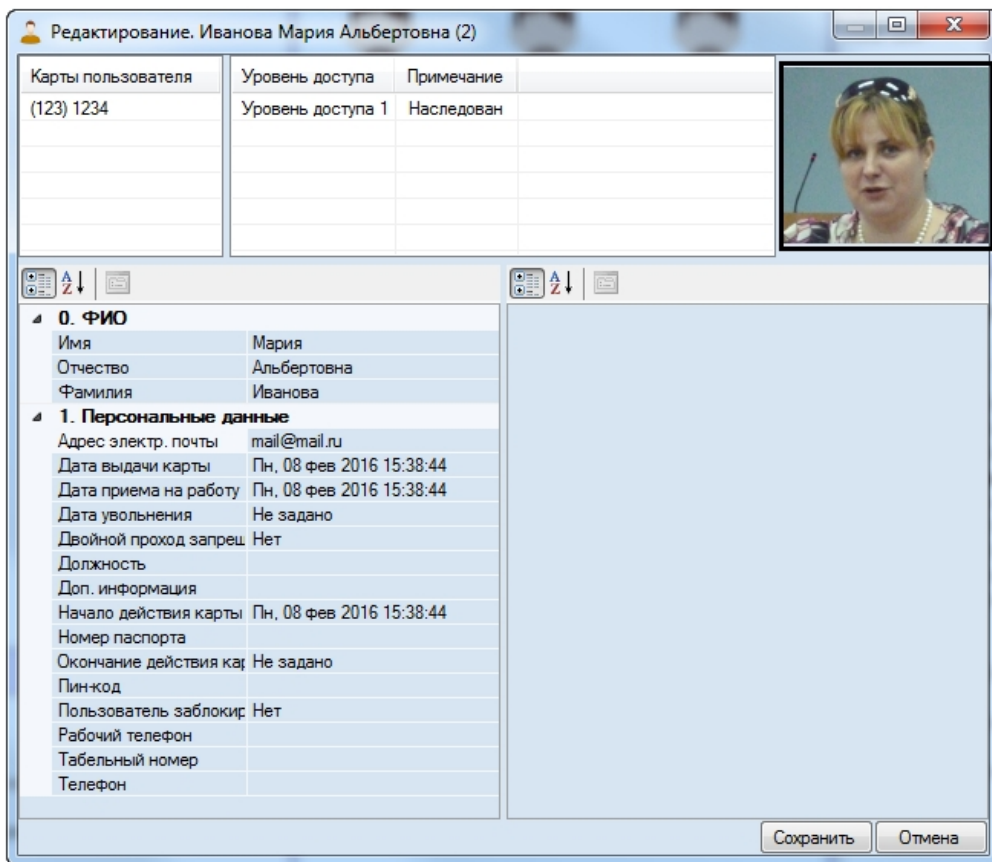 Редактирование. Иванова Мария Альбертовна (2)
Карты пользователя Уровень доступа Примечание
(123) 1234 Уровень доступа 1 Наследован
0. ФИО
Имя Мария
Отчество Альбертовна
Фамилия Иванова
1. Персональные данные
Адрес электр. почты mail@mail.ru
Дата выдачи карты Пн, 08 фев 2016 15:38:44
Дата приема на работу Пн, 08 фев 2016 15:38:44
Дата увольнения Не задано
Двойной проход запрещ Нет
Должность
Доп. информация
Начало действия карты Пн, 08 фев 2016 15:38:44
Номер паспорта
Окончание действия кар Не задано
Пин-код
Пользователь заблокир Нет
Рабочий телефон
Табельный номер
Телефон
Сохранить Отмена